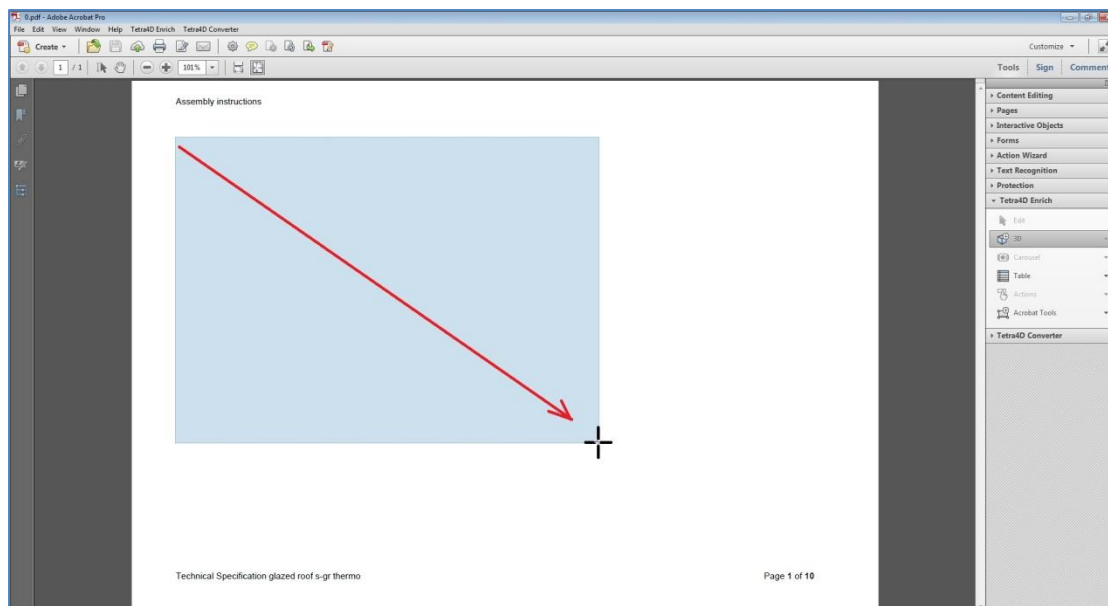 0.pdf - Adobe Acrobat Pro
File Edit View Window Help Tetra4D Enrich Tetra4D Converter
Create Customize
1 / 1 101% Tools Sign Comment
Assembly instructions
Content Editing
Pages
Interactive Objects
Forms
Action Wizard
Text Recognition
Protection
Tetra4D Enrich
Edit
3D
Carousel
Table
Actions
Acrobat Tools
Tetra4D Converter
Technical Specification glazed roof s-gr thermo Page 1 of 10